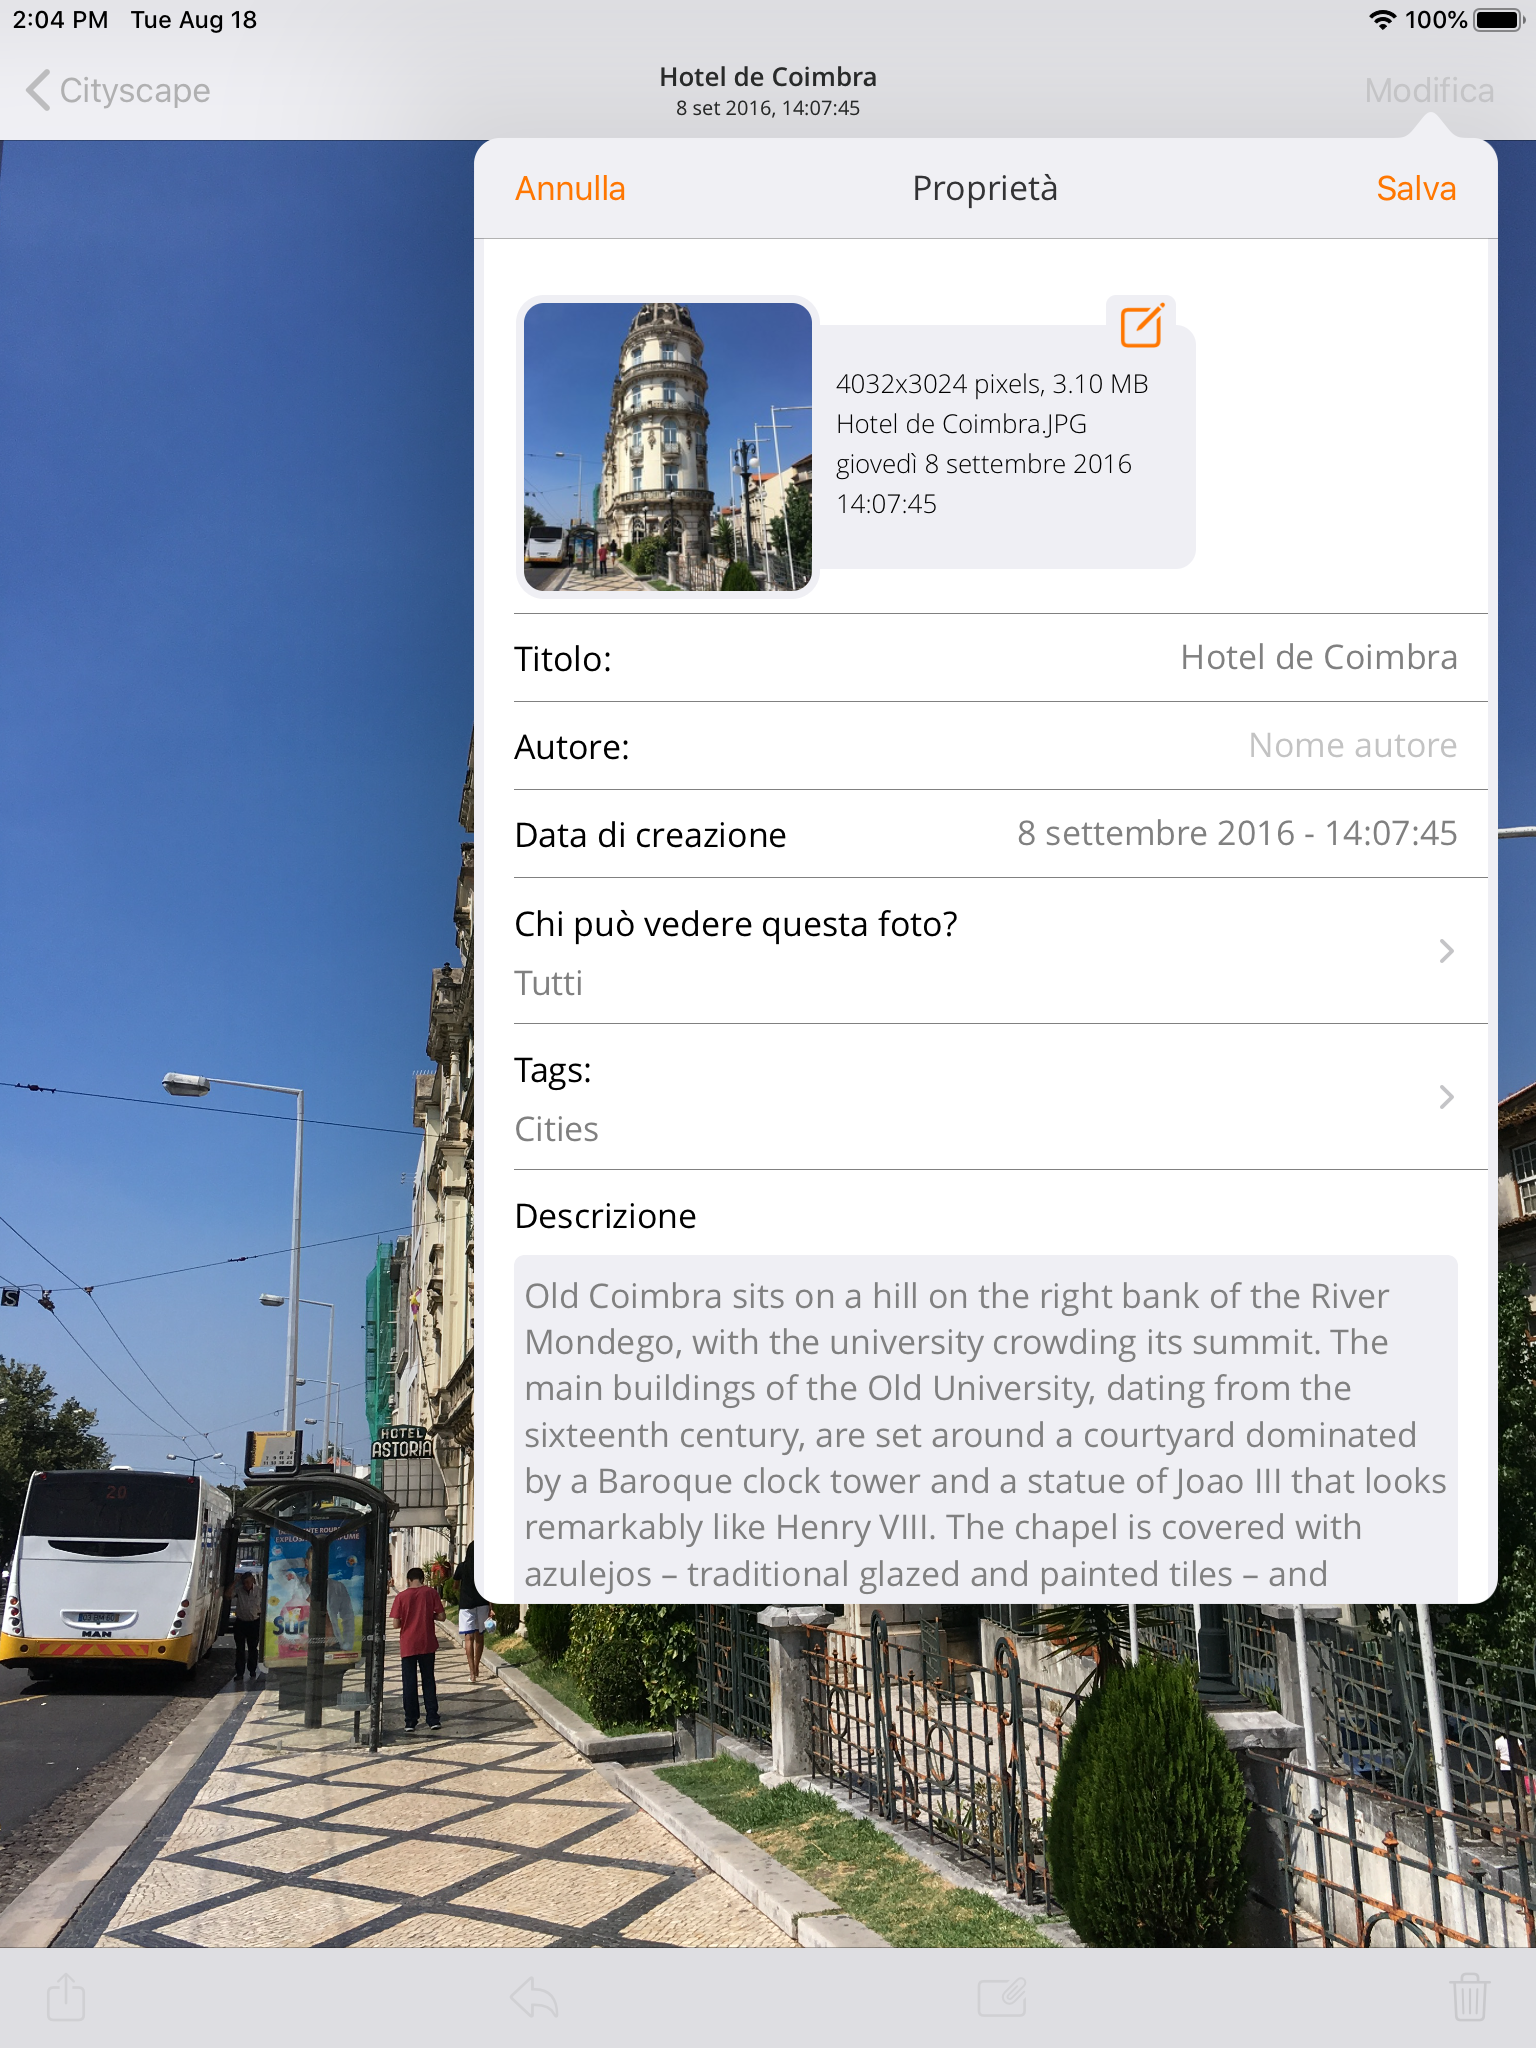 2:04 PM Tue Aug 18 100%
Cityscape
Hotel de Coimbra
8 set 2016, 14:07:45
Modifica
Annulla Proprietà Salva
4032x3024 pixels, 3.10 MB
Hotel de Coimbra.JPG
giovedì 8 settembre 2016
14:07:45
Titolo: Hotel de Coimbra
Autore: Nome autore
Data di creazione 8 settembre 2016 - 14:07:45
Chi può vedere questa foto?
Tutti
Tags:
Cities
Descrizione
Old Coimbra sits on a hill on the right bank of the River
Mondego, with the university crowding its summit. The
main buildings of the Old University, dating from the
sixteenth century, are set around a courtyard dominated
by a Baroque clock tower and a statue of Joao III that looks
remarkably like Henry VIII. The chapel is covered with
azulejos – traditional glazed and painted tiles – and
S
HOTEL
ASTORIA
20
MAN